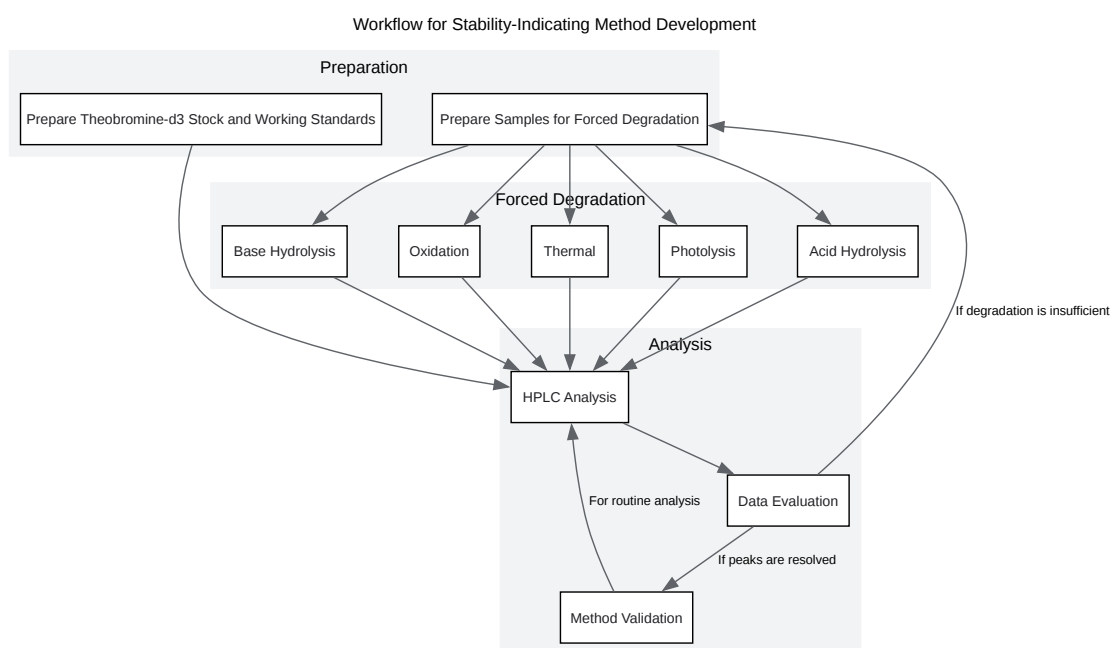 Workflow for Stability-Indicating Method Development
Preparation
Prepare Theobromine-d3 Stock and Working Standards
Prepare Samples for Forced Degradation
Forced Degradation
Base Hydrolysis
Oxidation
Thermal
Photolysis
Acid Hydrolysis
If degradation is insufficient
Analysis
HPLC Analysis
For routine analysis
Data Evaluation
If peaks are resolved
Method Validation